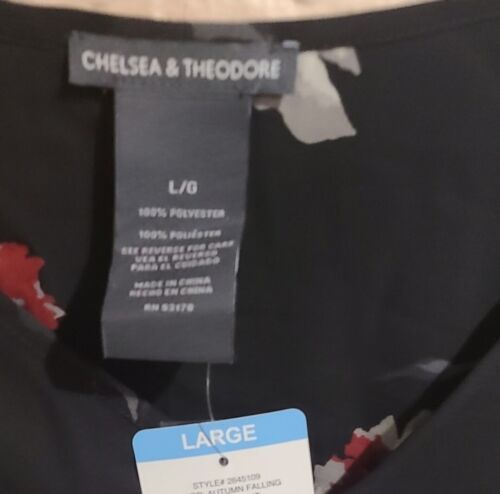 CHELSEA & THEODORE
L/G
100% POLYESTER
100% POLIÉSTER
SEE REVERSE FOR CARE
VEA EL REVERSO
PARA EL CUIDADO
MADE IN CHINA
HECHO EN CHINA
RN 93178
LARGE
STYLE# 2645109
AUTUMN FALLING